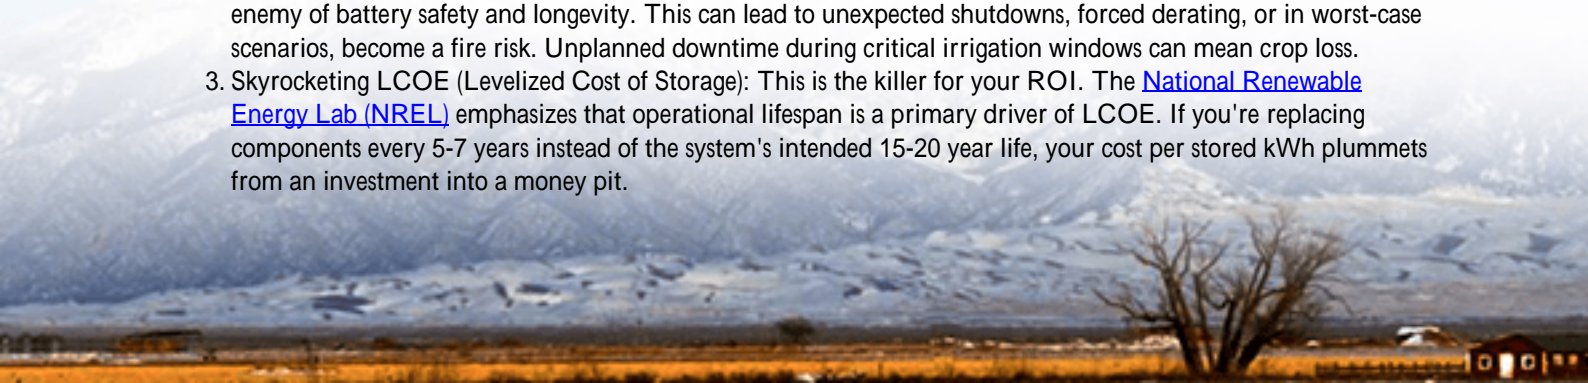 enemy of battery safety and longevity. This can lead to unexpected shutdowns, forced derating, or in worst-case
scenarios, become a fire risk. Unplanned downtime during critical irrigation windows can mean crop loss.
3. Skyrocketing LCOE (Levelized Cost of Storage): This is the killer for your ROI. The National Renewable
Energy Lab (NREL) emphasizes that operational lifespan is a primary driver of LCOE. If you're replacing
components every 5-7 years instead of the system's intended 15-20 year life, your cost per stored kWh plummets
from an investment into a money pit.